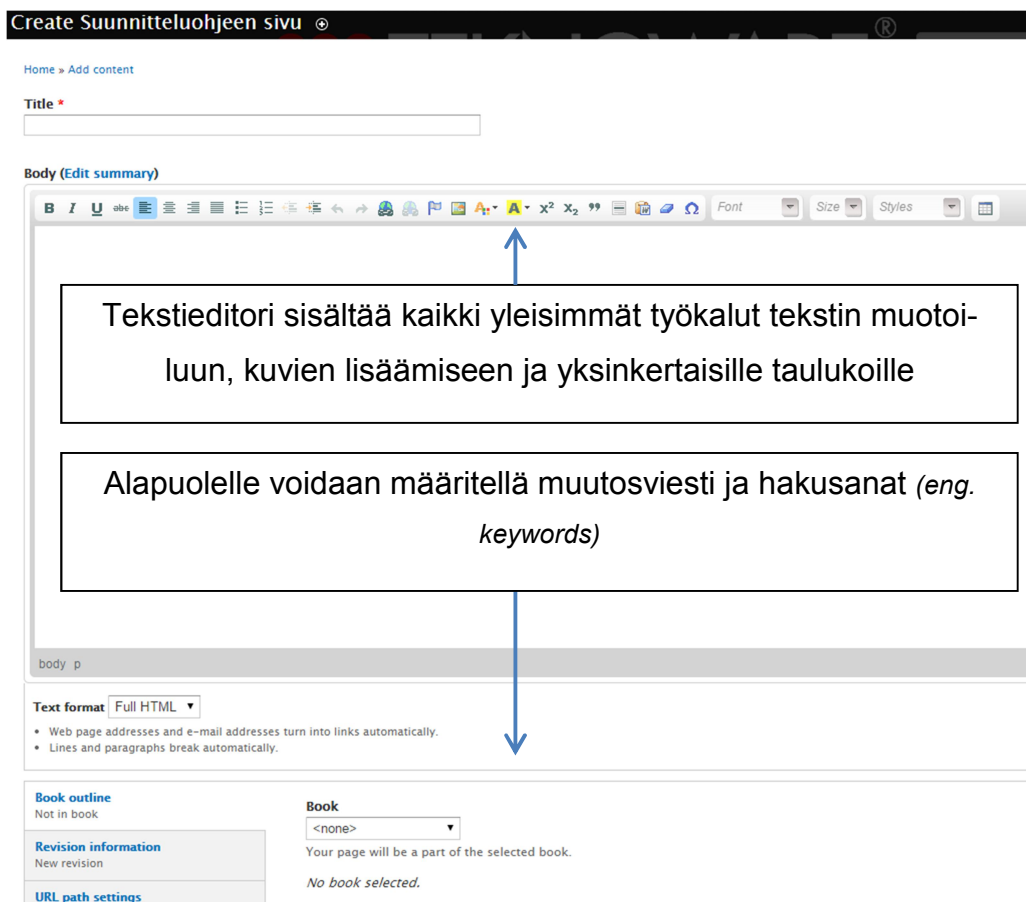 Create Suunnitteluohjeen sivu
®
Home » Add content
Title *
Body (Edit summary)
B I U abc A A x² x₂ ” Ω Font Size Styles
Tekstieditori sisältää kaikki yleisimmät työkalut tekstin muotoi-
luun, kuvien lisäämiseen ja yksinkertaisille taulukoille
Alapuolelle voidaan määritellä muutosviesti ja hakusanat (eng.
keywords)
body p
Text format Full HTML
• Web page addresses and e-mail addresses turn into links automatically.
• Lines and paragraphs break automatically.
Book outline
Not in book
Revision information
New revision
URL path settings
Book
<none>
Your page will be a part of the selected book.
No book selected.